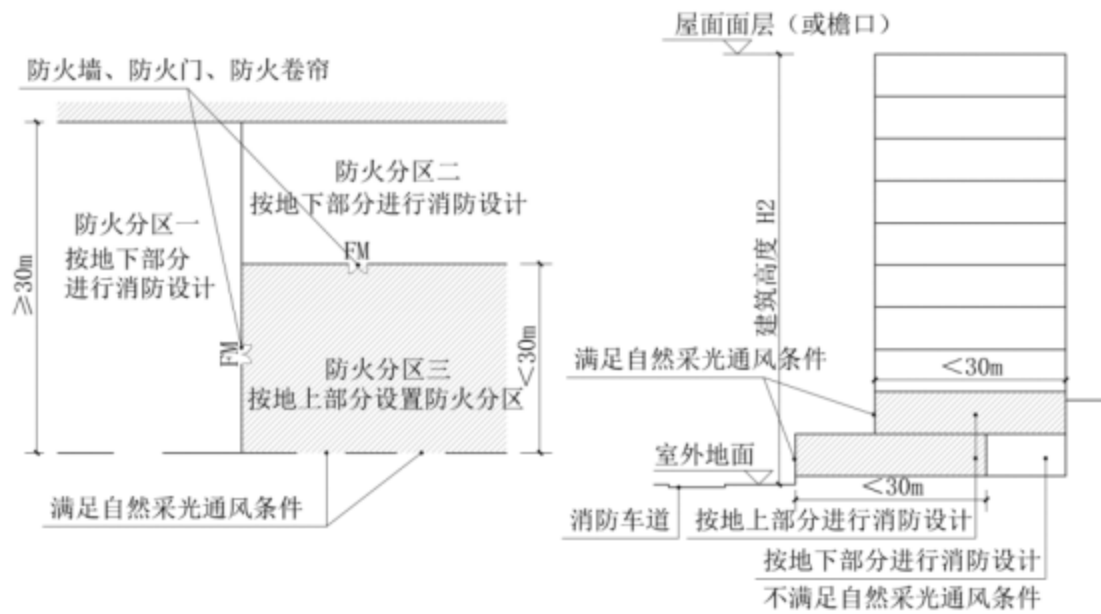 防火墙、防火门、防火卷帘
防火分区二
按地下部分进行消防设计
防火分区一
按地下部分
进行消防设计
≥30m
FM
FM
防火分区三
按地上部分设置防火分区
<30m
满足自然采光通风条件
屋面面层（或檐口）
建筑高度 H2
满足自然采光通风条件
<30m
室外地面
<30m
消防车道
按地上部分进行消防设计
按地下部分进行消防设计
不满足自然采光通风条件